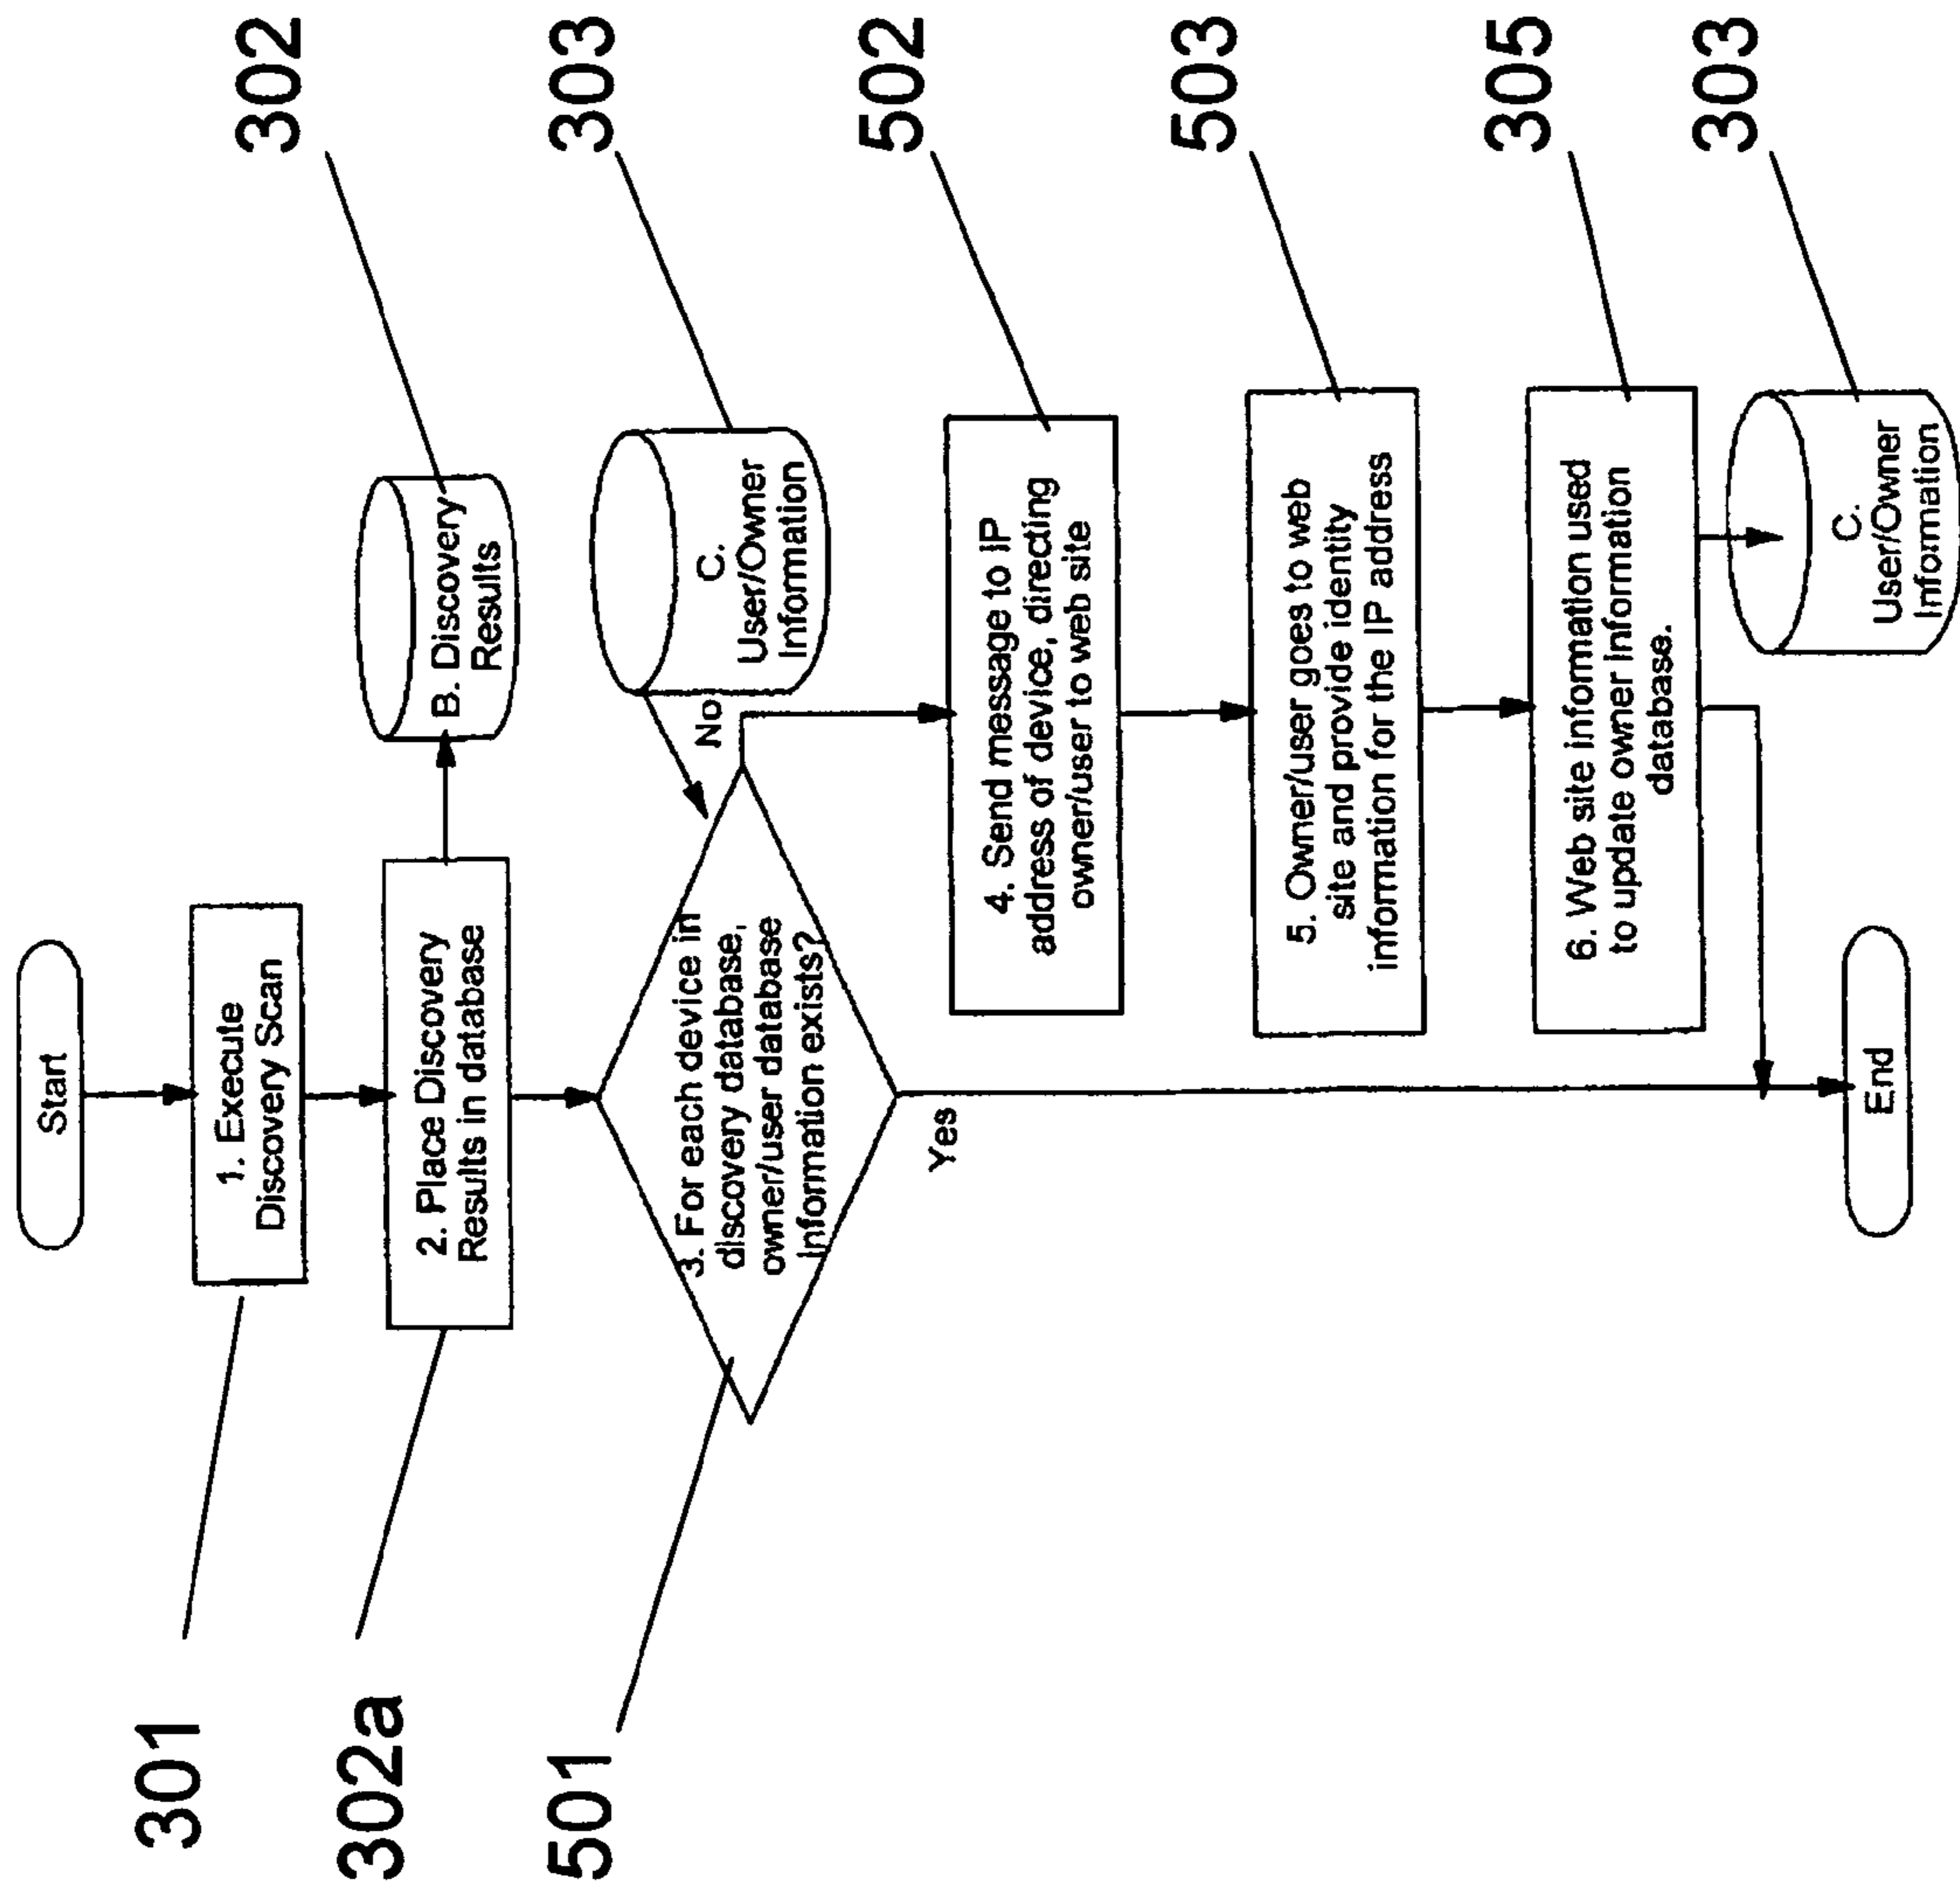 Start
301
1. Execute
Discovery Scan
302a
2. Place Discovery
Results in database
B. Discovery
Results
302
501
3. For each device in
discovery database,
owner/user database
information exists?
No
Yes
C.
User/Owner
Information
303
4. Send message to IP
address of device, directing
owner/user to web site
502
5. Owner/user goes to web
site and provide identity
information for the IP address
503
6. Web site information used
to update owner information
database.
305
C.
User/Owner
Information
303
End